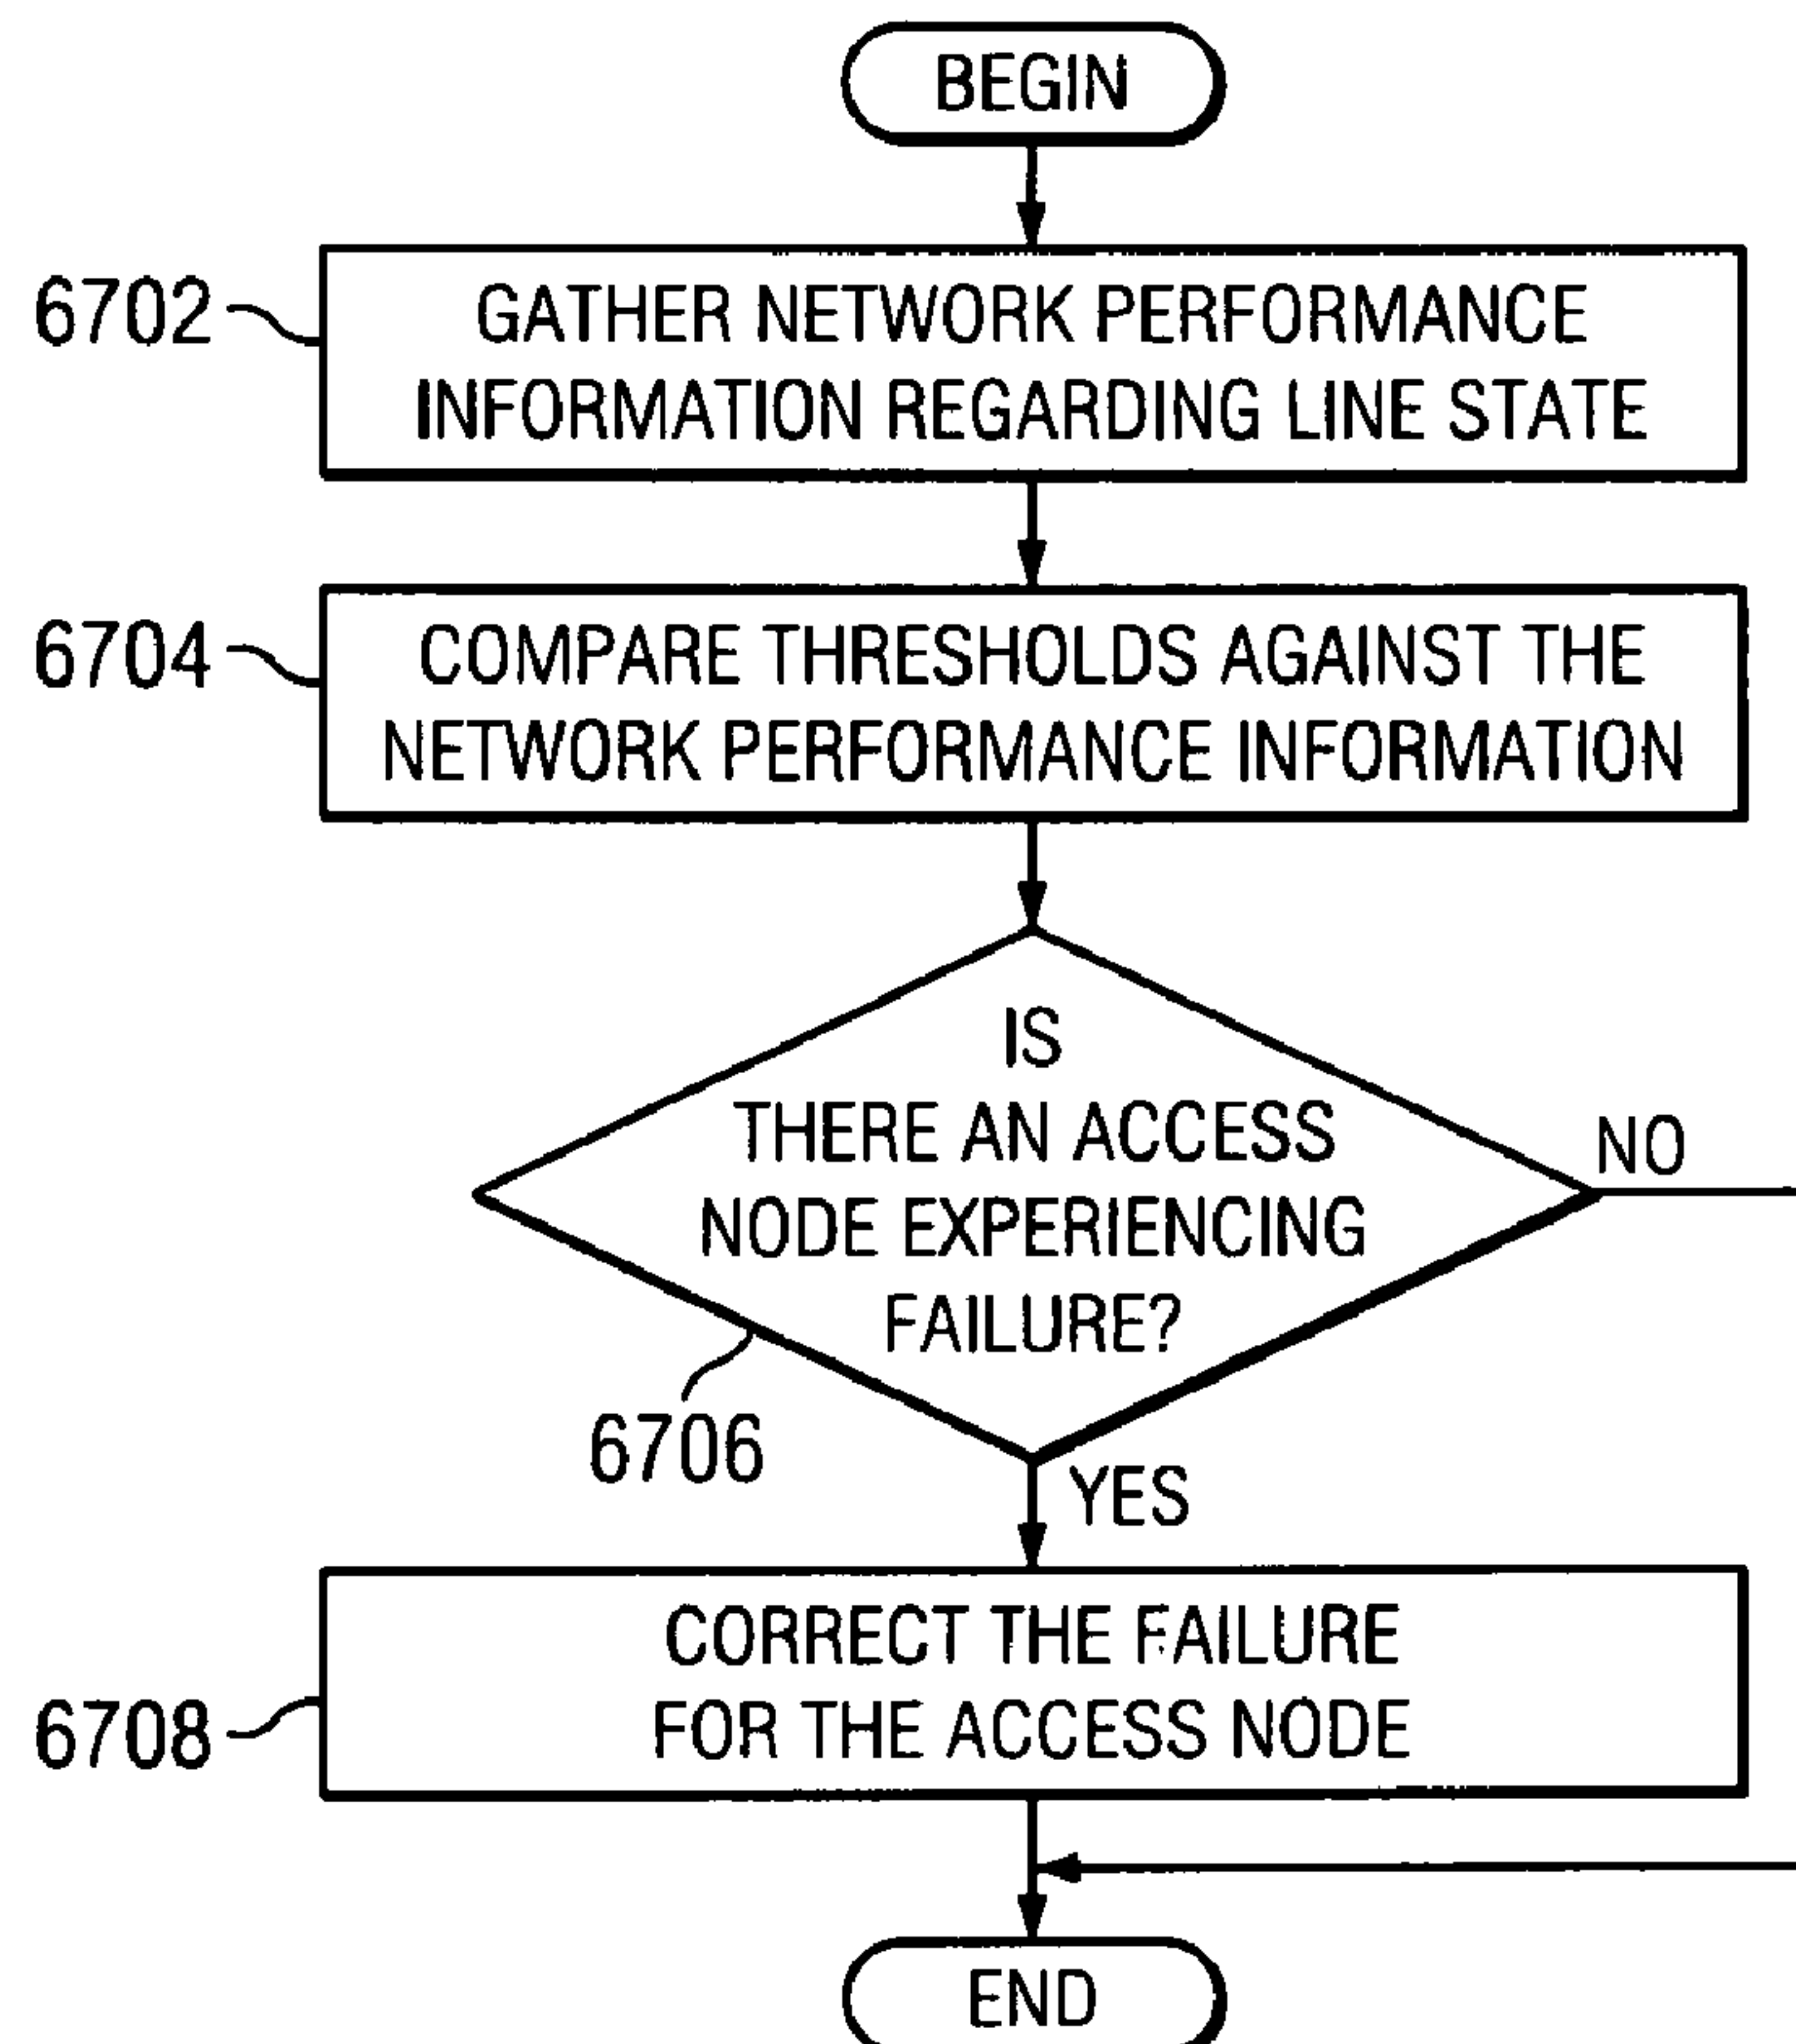 BEGIN
6702
GATHER NETWORK PERFORMANCE
INFORMATION REGARDING LINE STATE
6704
COMPARE THRESHOLDS AGAINST THE
NETWORK PERFORMANCE INFORMATION
IS
THERE AN ACCESS
NODE EXPERIENCING
FAILURE?
NO
6706
YES
CORRECT THE FAILURE
FOR THE ACCESS NODE
6708
END